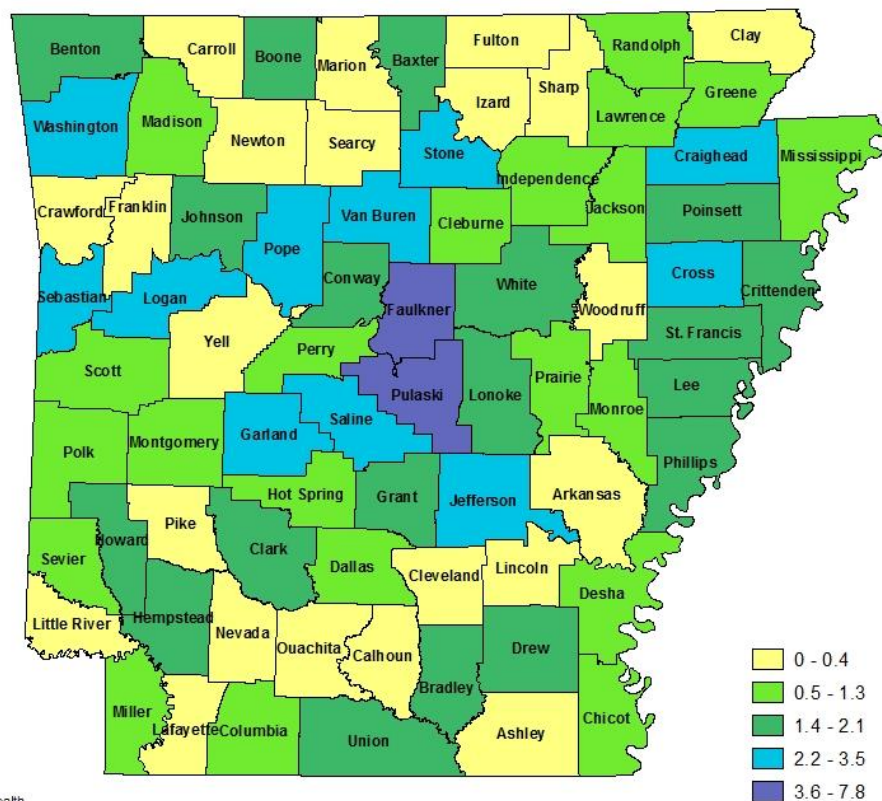 Benton
Carroll
Boone
Marion
Baxter
Fulton
Randolph
Clay
Sharp
Izard
Greene
Lawrence
Washington
Madison
Newton
Searcy
Stone
Craighead
Mississippi
Independence
Crawford
Franklin
Johnson
Van Buren
Cleburne
Jackson
Poinsett
Pope
Conway
White
Cross
Crittenden
Sebastian
Logan
Faulkner
Woodruff
St. Francis
Yell
Perry
Scott
Pulaski
Lonoke
Prairie
Lee
Monroe
Saline
Garland
Montgomery
Polk
Phillips
Hot Spring
Grant
Jefferson
Arkansas
Pike
Howard
Clark
Sevier
Dallas
Cleveland
Lincoln
Desha
Little River
Hempstead
Nevada
Ouachita
Calhoun
Drew
Bradley
Miller
Lafayette
Columbia
Union
Ashley
Chicot
0 - 0.4
0.5 - 1.3
1.4 - 2.1
2.2 - 3.5
3.6 - 7.8